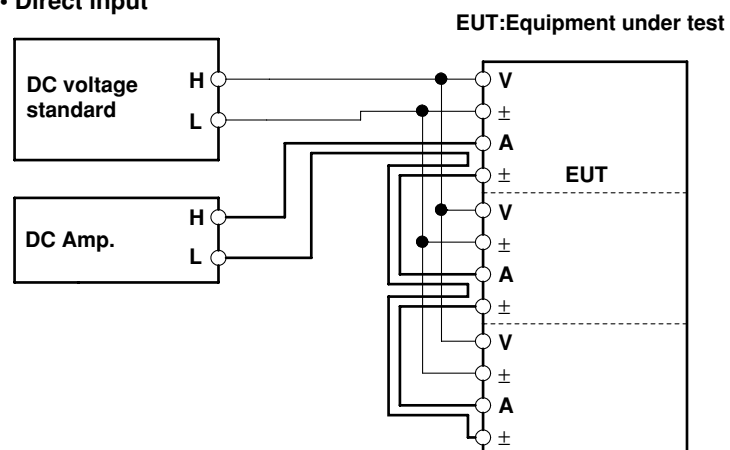 • Direct input
EUT:Equipment under test
DC voltage
standard
H
L
DC Amp.
H
L
V
±
A
±
EUT
V
±
A
±
V
±
A
±